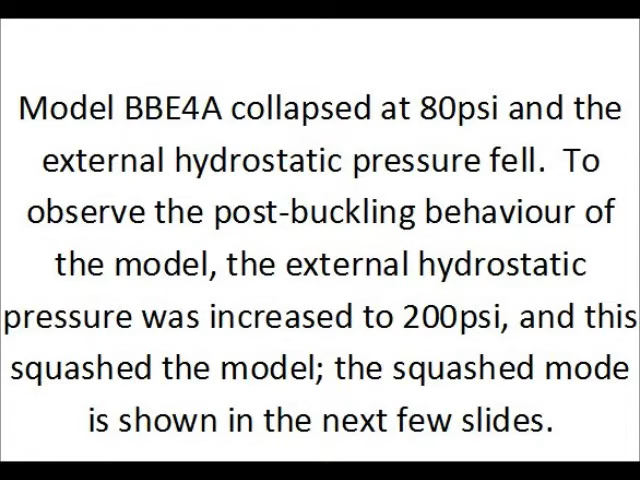 Model BBE4A collapsed at 80psi and the
external hydrostatic pressure fell.  To
observe the post-buckling behaviour of
the model, the external hydrostatic
pressure was increased to 200psi, and this
squashed the model; the squashed mode
is shown in the next few slides.